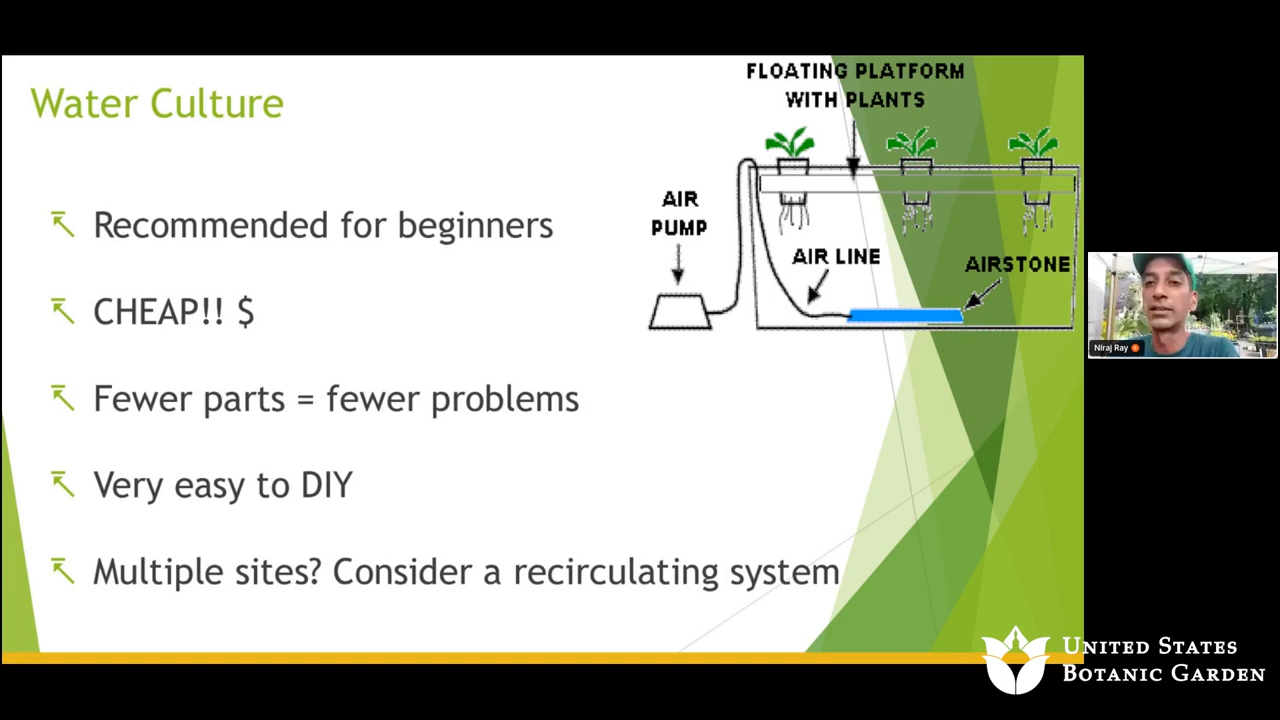 Water Culture
Recommended for beginners
CHEAP!! $
Fewer parts = fewer problems
Very easy to DIY
Multiple sites? Consider a recirculating system
FLOATING PLATFORM
WITH PLANTS
AIR
PUMP
AIR LINE
AIRSTONE
Niraj Ray
UNITED STATES
BOTANIC GARDEN